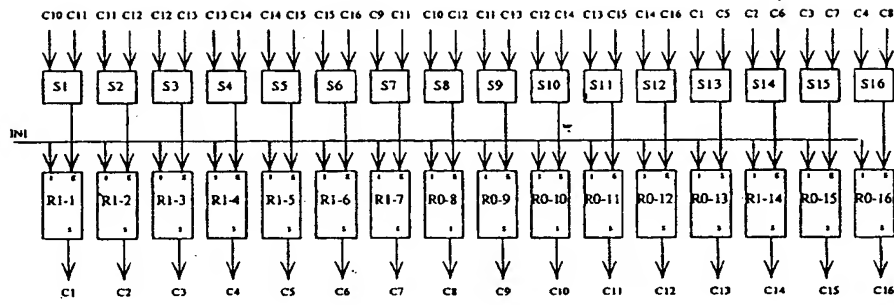 C10 C11 C11 C12 C12 C13 C13 C14 C14 C15 C15 C16 C9 C11 C10 C12 C11 C13 C12 C14 C13 C15 C14 C16 C1 C5 C2 C6 C3 C7 C4 C8
S1 S2 S3 S4 S5 S6 S7 S8 S9 S10 S11 S12 S13 S14 S15 S16
IN1
R1-1 R1-2 R1-3 R1-4 R1-5 R1-6 R1-7 R0-8 R0-9 R0-10 R0-11 R0-12 R0-13 R1-14 R0-15 R0-16
C1 C2 C3 C4 C5 C6 C7 C8 C9 C10 C11 C12 C13 C14 C15 C16